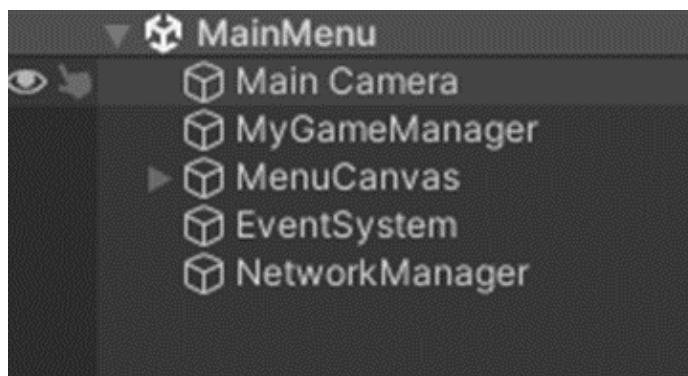 MainMenu
Main Camera
MyGameManager
MenuCanvas
EventSystem
NetworkManager